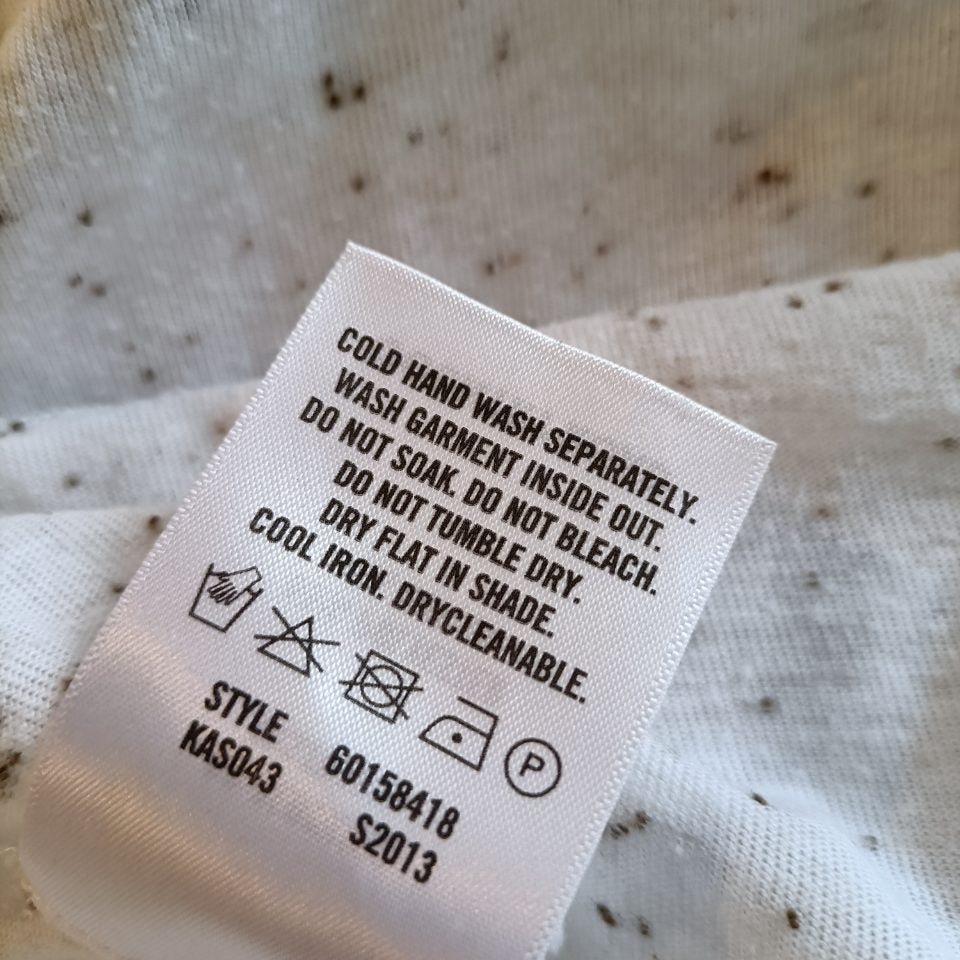 COLD HAND WASH SEPARATELY.
WASH GARMENT INSIDE OUT.
DO NOT SOAK. DO NOT BLEACH.
DO NOT TUMBLE DRY.
DRY FLAT IN SHADE.
COOL IRON. DRYCLEANABLE.
P
STYLE 60158418
KAS043 S2013